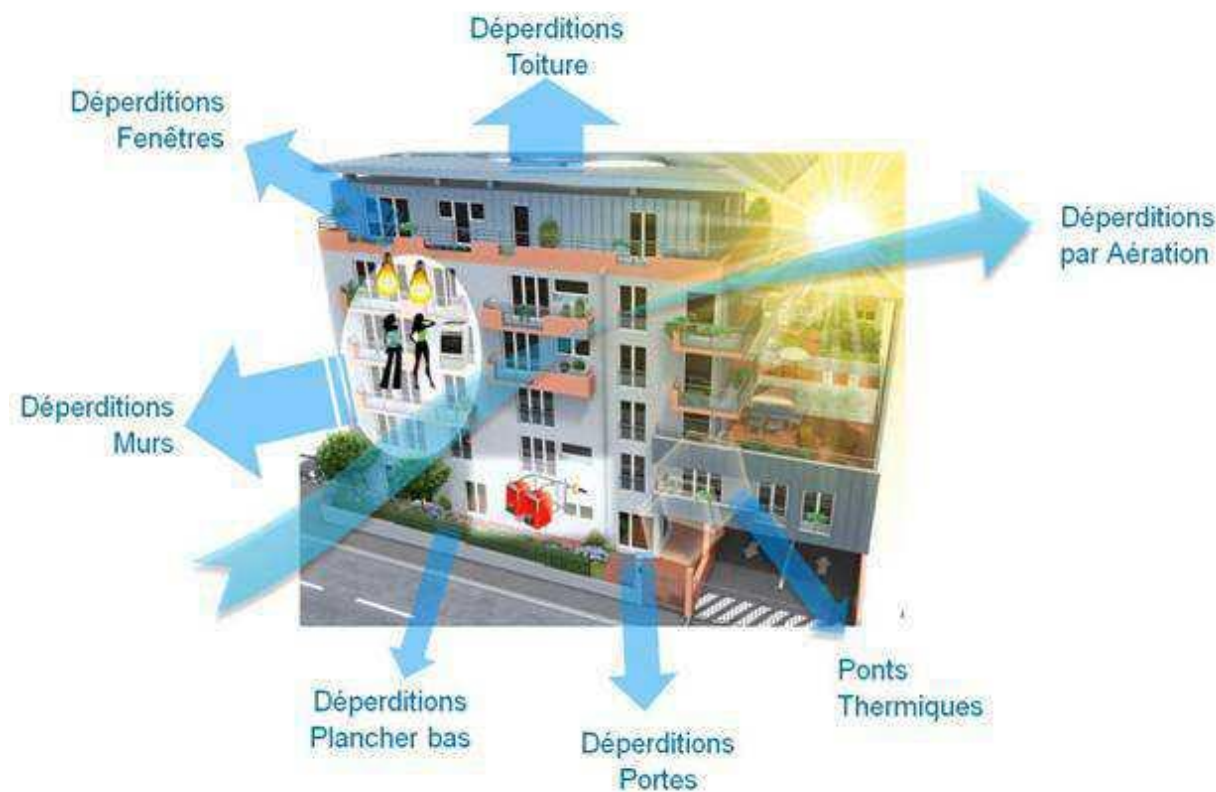 Déperditions
Toiture
Déperditions
Fenêtres
Déperditions
par Aération
Déperditions
Murs
Ponts
Thermiques
Déperditions
Plancher bas
Déperditions
Portes